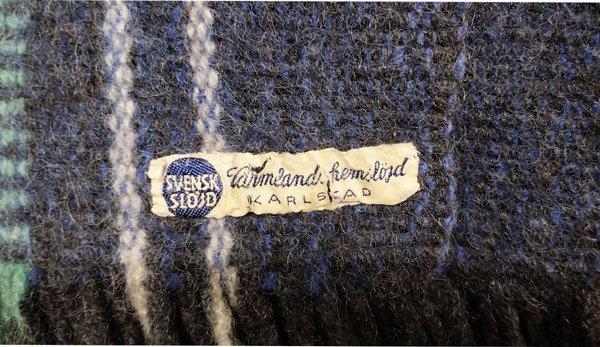 SVENSK
SLÖJD
Värmlands hemslöjd
KARLSTAD